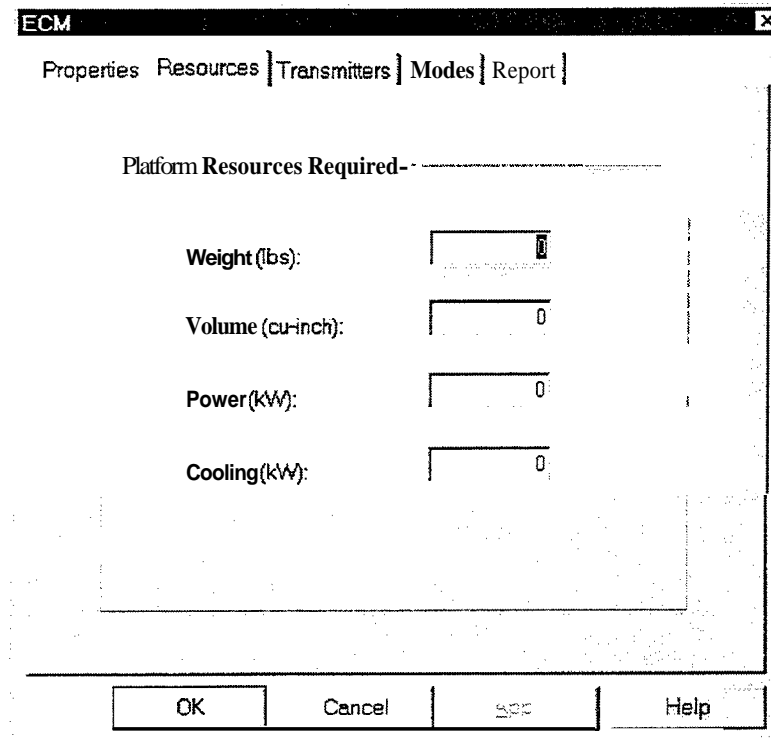 ECM
Properties Resources Transmitters Modes Report
Platform Resources Required
Weight (lbs): 0
Volume (cu-inch): 0
Power (kW): 0
Cooling (kW): 0
OK Cancel Help